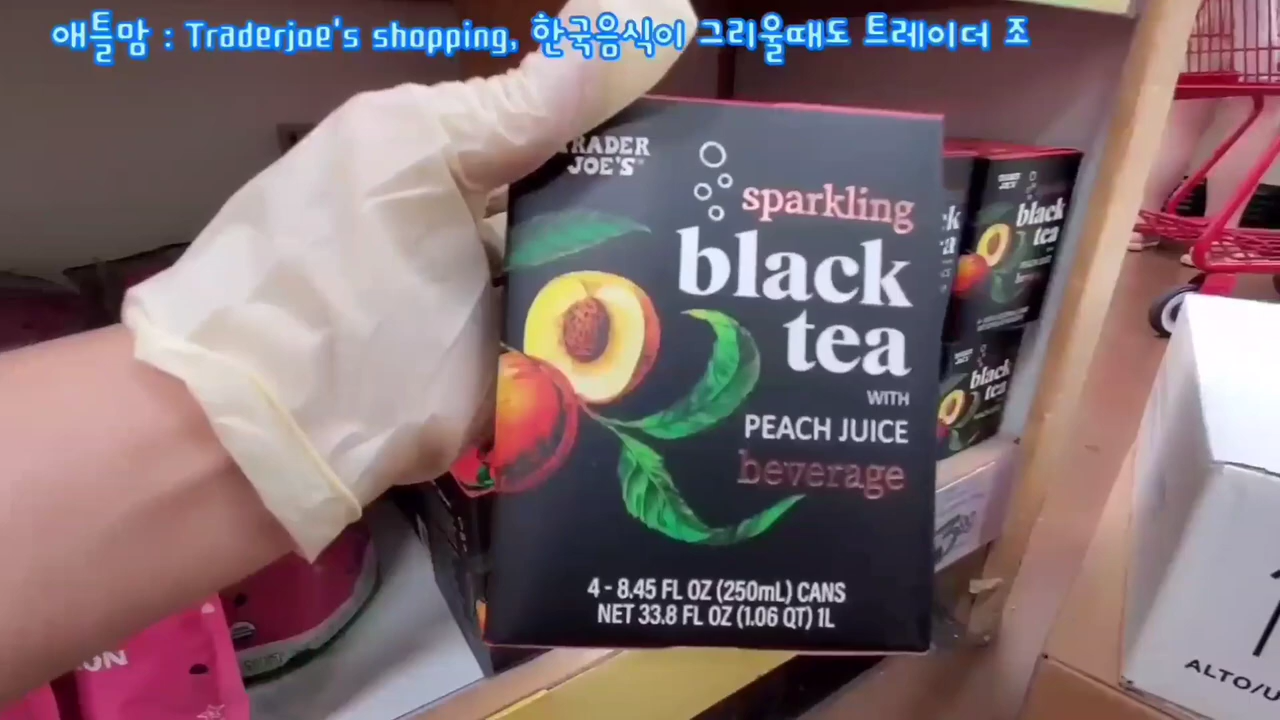 애틀맘 : Traderjoe's shopping, 한국음식이 그리울때도 트레이더 조
TRADER
JOE'S
sparkling
black
tea
WITH
PEACH JUICE
beverage
4 - 8.45 FL OZ (250mL) CANS
NET 33.8 FL OZ (1.06 QT) 1L
black
tea
black
tea
ALTO/U